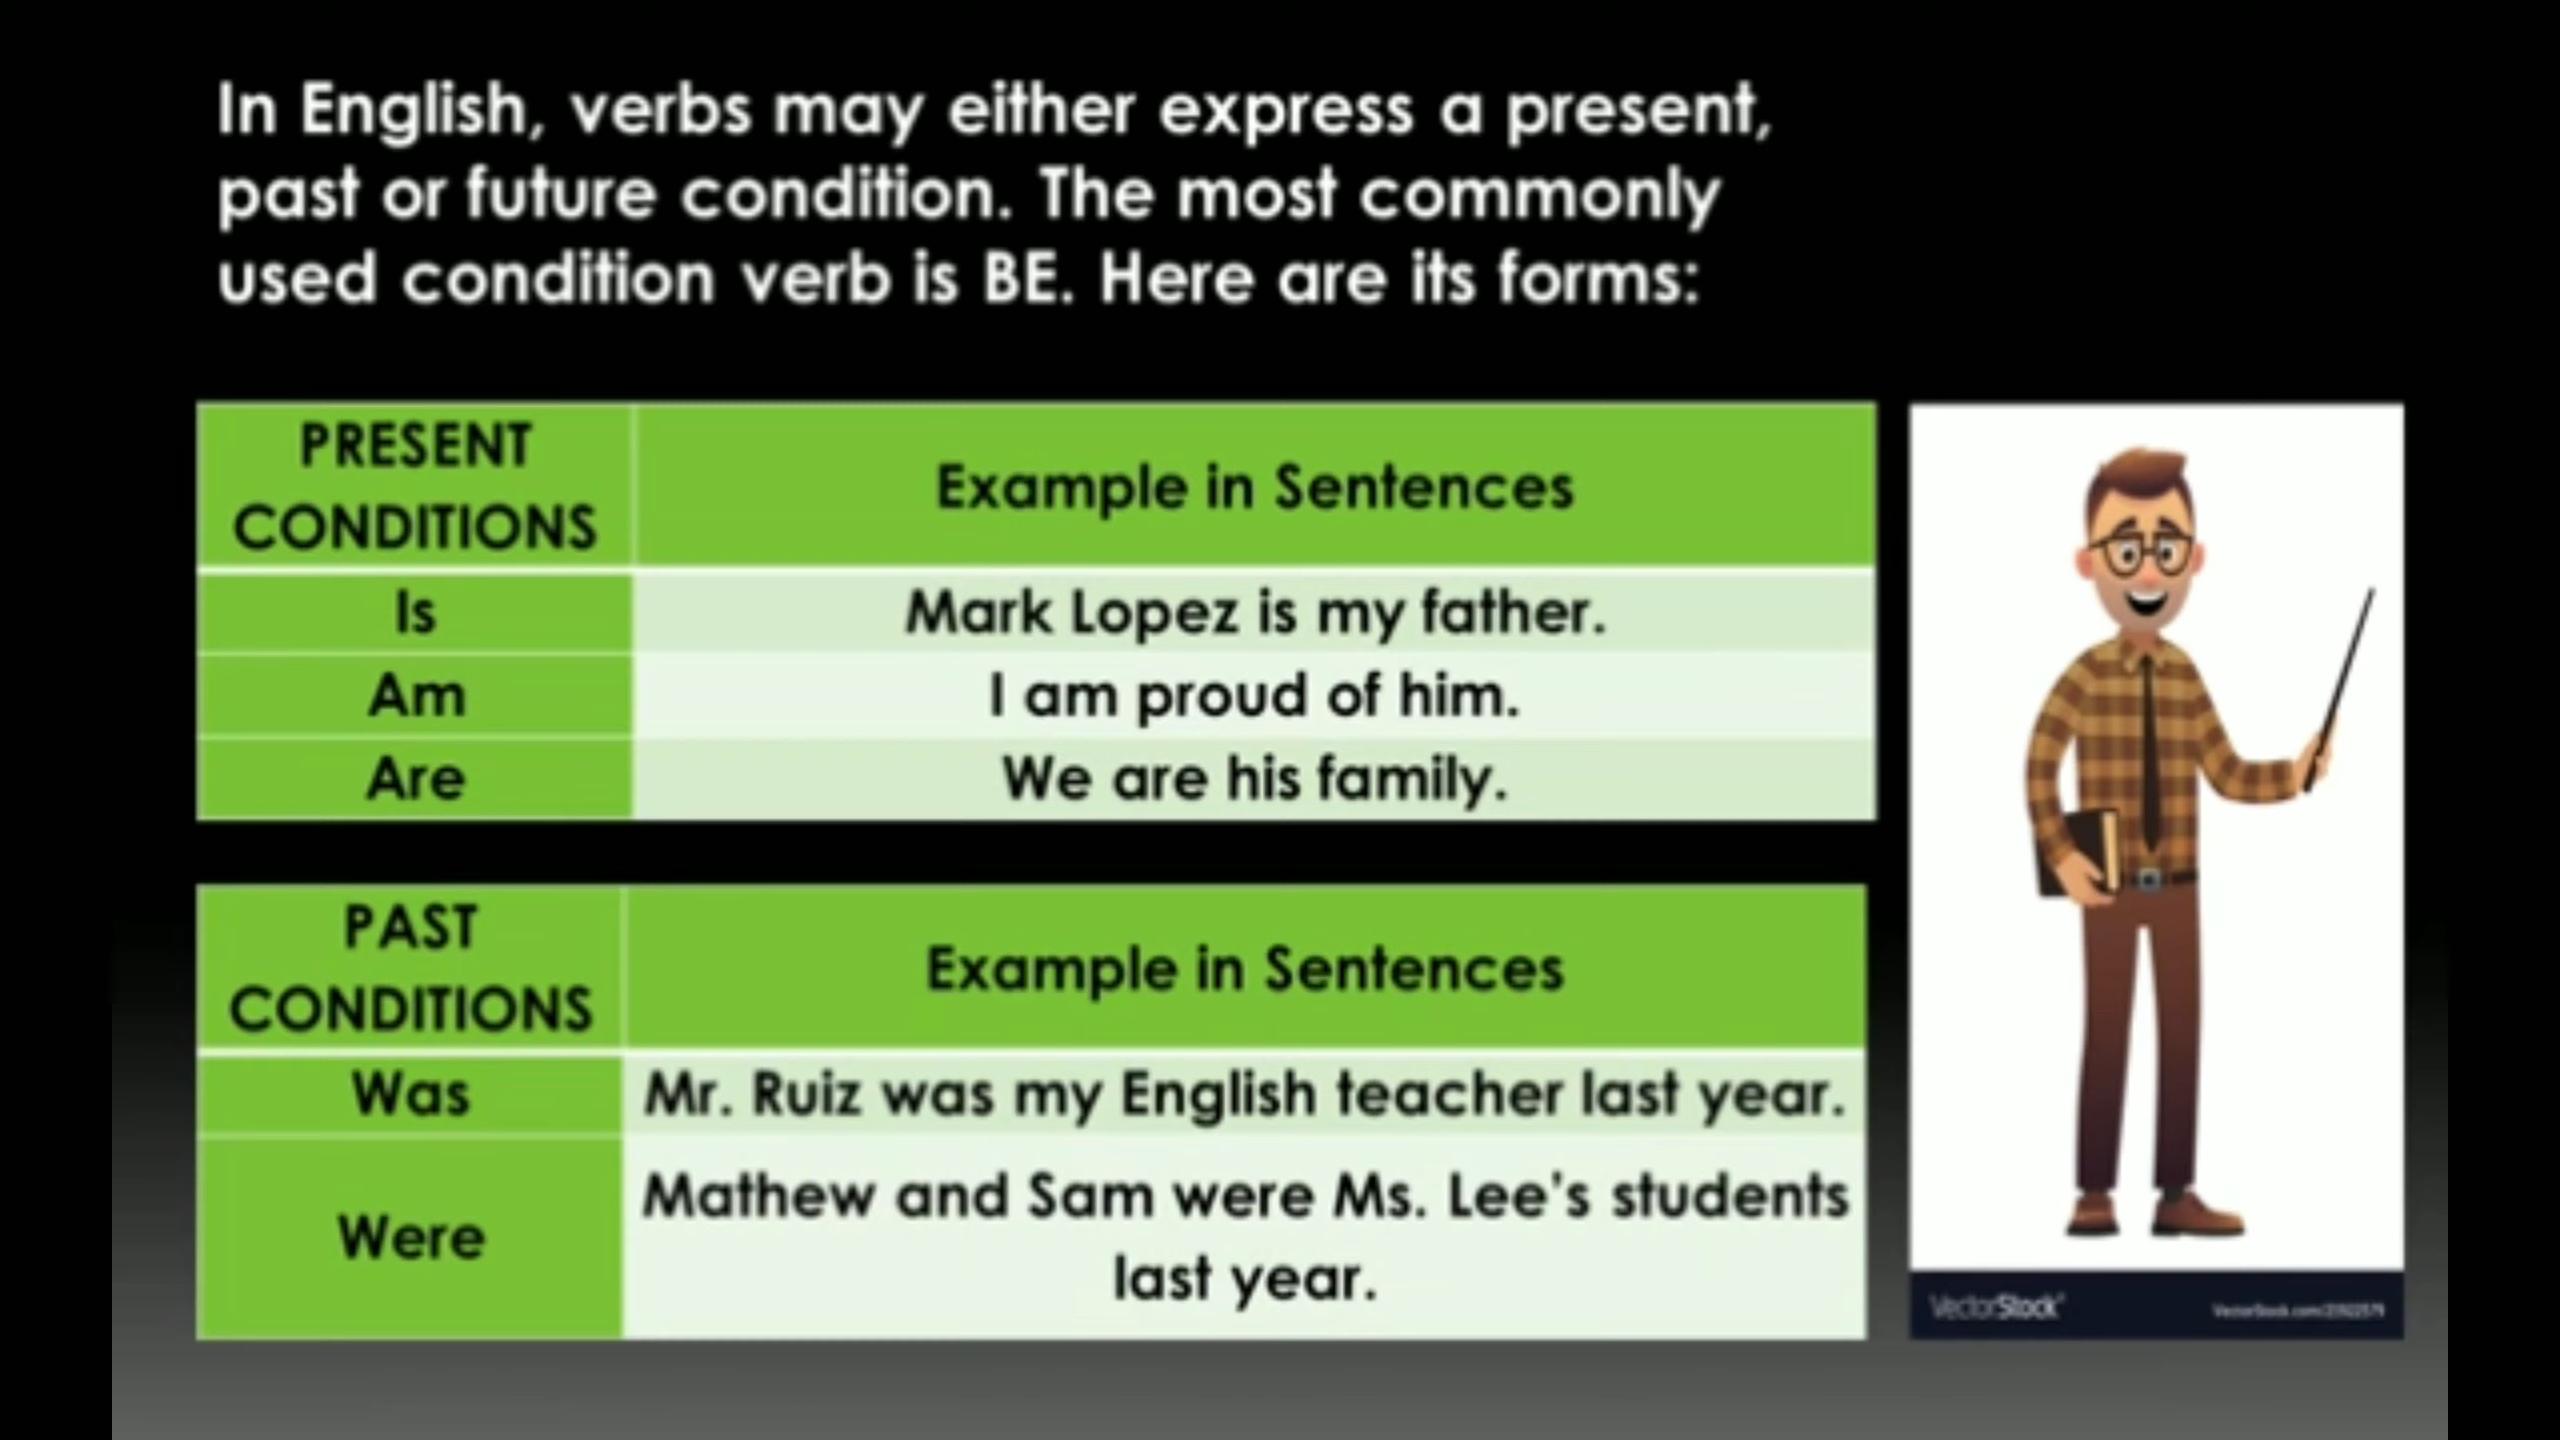 In English, verbs may either express a present,
past or future condition. The most commonly
used condition verb is BE. Here are its forms:
PRESENT
CONDITIONS
Example in Sentences
Is
Mark Lopez is my father.
Am
I am proud of him.
Are
We are his family.
PAST
CONDITIONS
Example in Sentences
Was
Mr. Ruiz was my English teacher last year.
Were
Mathew and Sam were Ms. Lee's students
last year.
VectorStock®